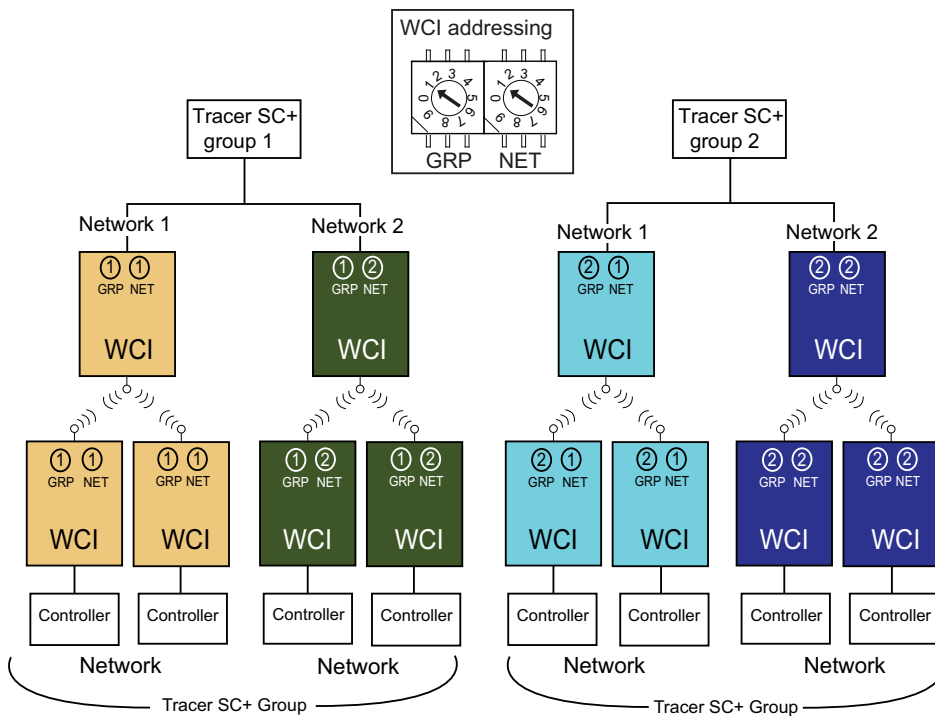 WCI addressing
0 1 2 3 4 5 6 7 8 9
0 1 2 3 4 5 6 7 8 9
GRP NET
Tracer SC+
group 1
Tracer SC+
group 2
Network 1
Network 2
Network 1
Network 2
1 1
GRP NET
WCI
1 2
GRP NET
WCI
2 1
GRP NET
WCI
2 2
GRP NET
WCI
1 1
GRP NET
WCI
1 1
GRP NET
WCI
1 2
GRP NET
WCI
1 2
GRP NET
WCI
2 1
GRP NET
WCI
2 1
GRP NET
WCI
2 2
GRP NET
WCI
2 2
GRP NET
WCI
Controller
Controller
Controller
Controller
Controller
Controller
Controller
Controller
Network
Network
Network
Network
Tracer SC+ Group
Tracer SC+ Group